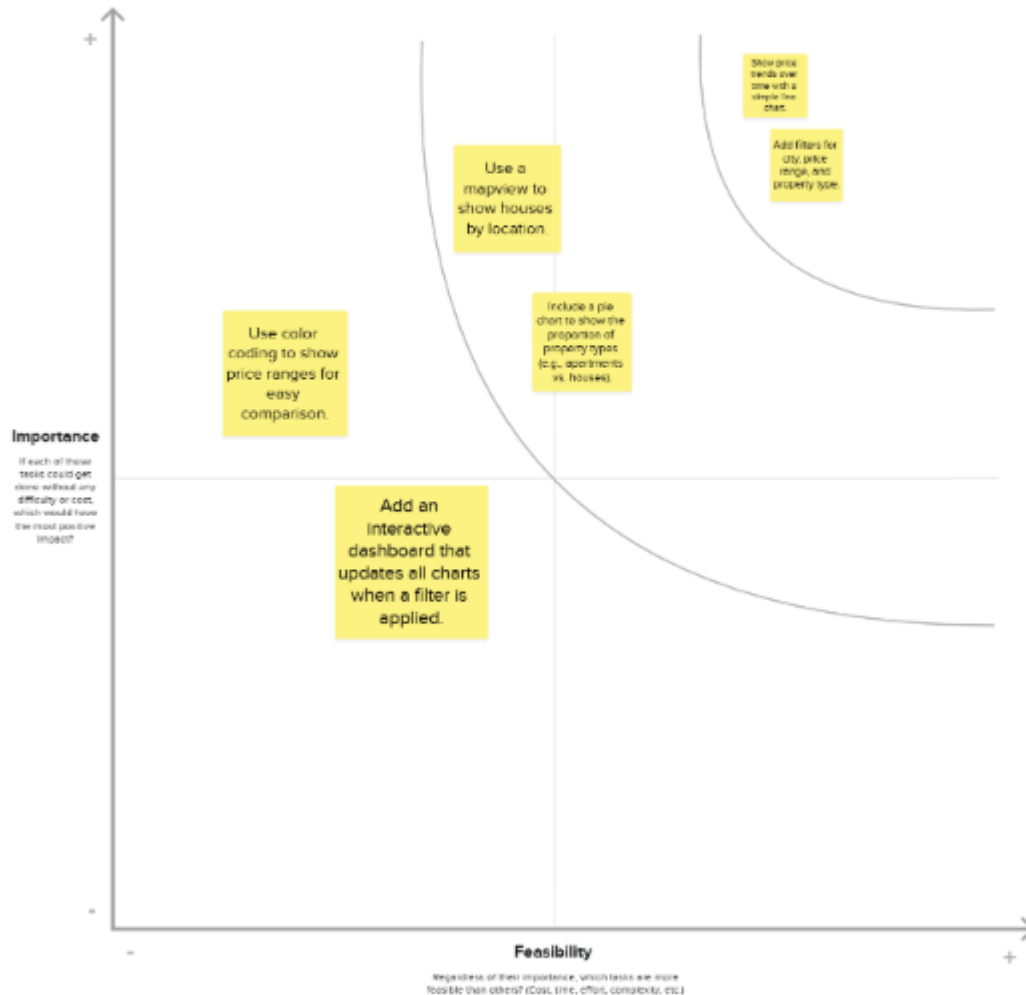 +
Show price
trends over
time with a
simple line
chart.
Add filters for
city, price
range, and
property type.
Use a
mapview to
show houses
by location.
Include a pie
chart to show the
proportion of
property types
(e.g., apartments
vs. houses).
Use color
coding to show
price ranges for
easy
comparison.
Importance
If each of these
tasks could get
done without any
difficulty or cost,
which would have
the most positive
impact?
Add an
interactive
dashboard that
updates all charts
when a filter is
applied.
-
-
Feasibility
+
Regardless of their importance, which tasks are more
feasible than others? (Cost, time, effort, complexity, etc.)